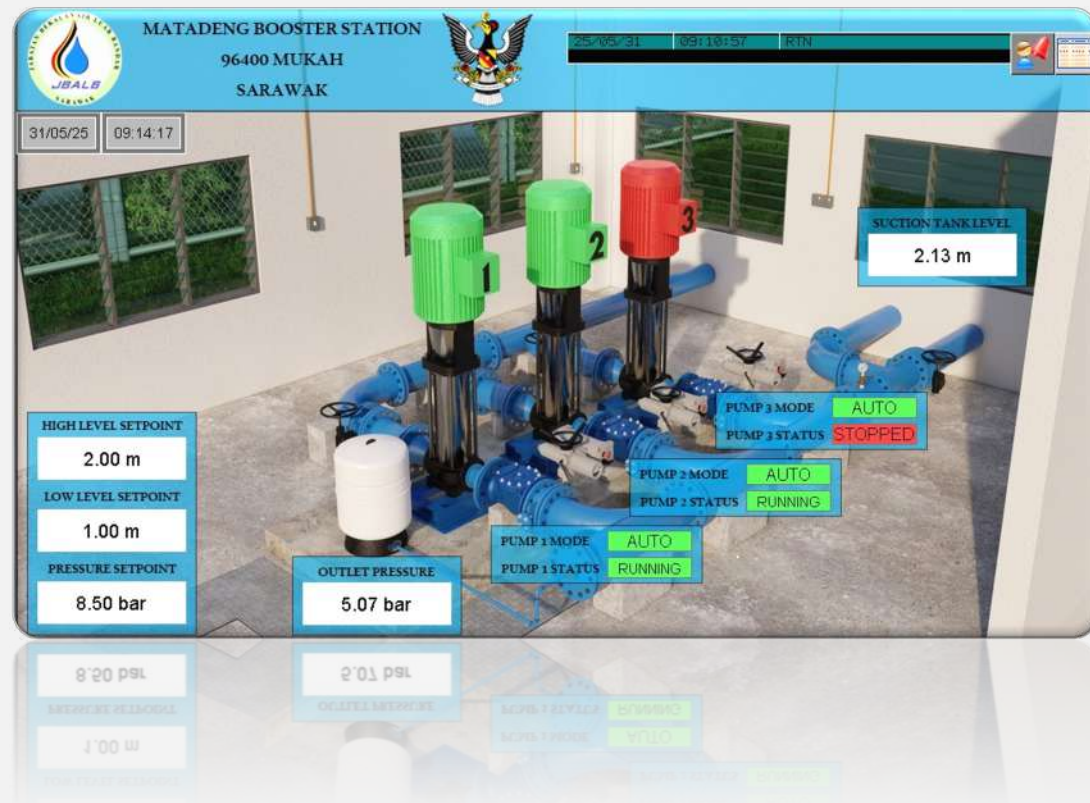 MATADENG BOOSTER STATION
96400 MUKAH
SARAWAK
JBALB
SARAWAK
25/05/31 09:10:57 RTN
31/05/25 09:14:17
SUCTION TANK LEVEL
2.13 m
1
2
3
HIGH LEVEL SETPOINT
2.00 m
LOW LEVEL SETPOINT
1.00 m
PRESSURE SETPOINT
8.50 bar
OUTLET PRESSURE
5.07 bar
PUMP 3 MODE AUTO
PUMP 3 STATUS STOPPED
PUMP 2 MODE AUTO
PUMP 2 STATUS RUNNING
PUMP 1 MODE AUTO
PUMP 1 STATUS RUNNING